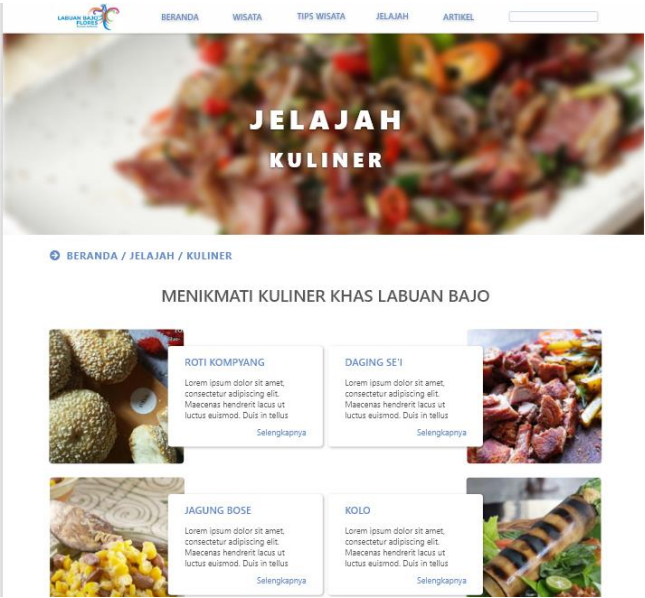 LABUAN BAJO
FLORES
BERANDA
WISATA
TIPS WISATA
JELAJAH
ARTIKEL
JELAJAH
KULINER
BERANDA / JELAJAH / KULINER
MENIKMATI KULINER KHAS LABUAN BAJO
ROTI KOMPYANG
Lorem ipsum dolor sit amet,
consectetur adipiscing elit.
Maecenas hendrerit lacus ut
luctus euismod. Duis in tellus
Selengkapnya
DAGING SE'I
Lorem ipsum dolor sit amet,
consectetur adipiscing elit.
Maecenas hendrerit lacus ut
luctus euismod. Duis in tellus
Selengkapnya
JAGUNG BOSE
Lorem ipsum dolor sit amet,
consectetur adipiscing elit.
Maecenas hendrerit lacus ut
luctus euismod. Duis in tellus
Selengkapnya
KOLO
Lorem ipsum dolor sit amet,
consectetur adipiscing elit.
Maecenas hendrerit lacus ut
luctus euismod. Duis in tellus
Selengkapnya